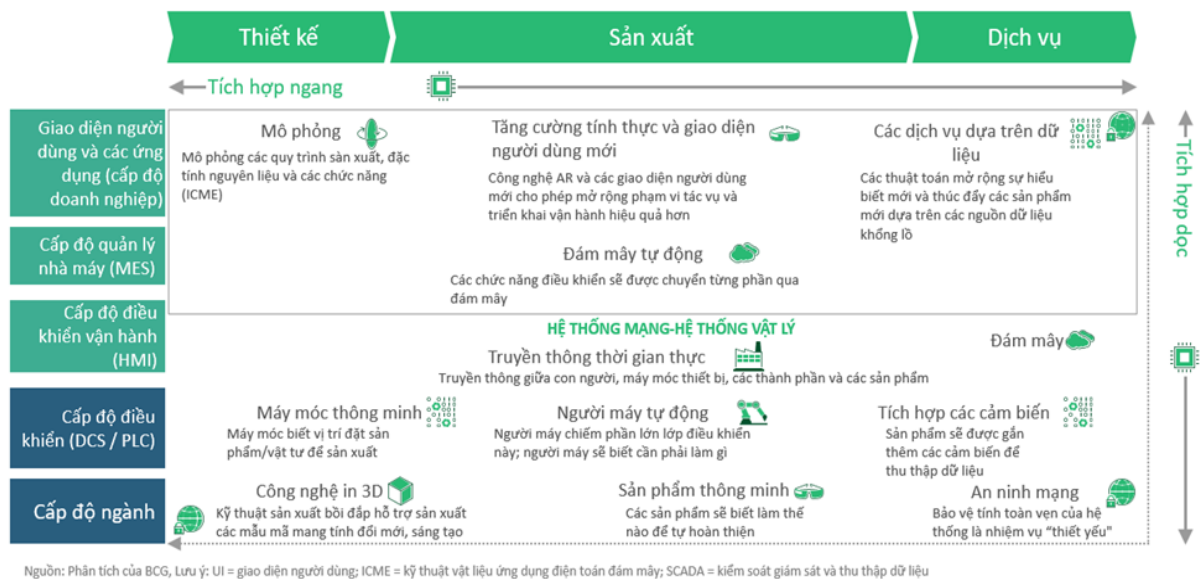 Thiết kế
Sản xuất
Dịch vụ
Tích hợp ngang
Giao diện người
dùng và các ứng
dụng (cấp độ
doanh nghiệp)
Mô phỏng
Mô phỏng các quy trình sản xuất, đặc
tính nguyên liệu và các chức năng
(ICME)
Tăng cường tính thực và giao diện
người dùng mới
Công nghệ AR và các giao diện người dùng
mới cho phép mở rộng phạm vi tác vụ và
triển khai vận hành hiệu quả hơn
Các dịch vụ dựa trên dữ
liệu
Các thuật toán mở rộng sự hiểu
biết mới và thúc đẩy các sản phẩm
mới dựa trên các nguồn dữ liệu
khổng lồ
Tích hợp dọc
Cấp độ quản lý
nhà máy (MES)
Đám mây tự động
Các chức năng điều khiển sẽ được chuyển từng phần qua
đám mây
Cấp độ điều
khiển vận hành
(HMI)
HỆ THỐNG MẠNG-HỆ THỐNG VẬT LÝ
Truyền thông thời gian thực
Truyền thông giữa con người, máy móc thiết bị, các thành phần và các sản phẩm
Đám mây
Cấp độ điều
khiển (DCS / PLC)
Máy móc thông minh
Máy móc biết vị trí đặt sản
phẩm/vật tư để sản xuất
Người máy tự động
Người máy chiếm phần lớn lớp điều khiển
này; người máy sẽ biết cần phải làm gì
Tích hợp các cảm biến
Sản phẩm sẽ được gắn
thêm các cảm biến để
thu thập dữ liệu
Cấp độ ngành
Công nghệ in 3D
Kỹ thuật sản xuất bồi đắp hỗ trợ sản xuất
các mẫu mã mang tính đổi mới, sáng tạo
Sản phẩm thông minh
Các sản phẩm sẽ biết làm thế
nào để tự hoàn thiện
An ninh mạng
Bảo vệ tính toàn vẹn của hệ
thống là nhiệm vụ "thiết yếu"
Nguồn: Phân tích của BCG, Lưu ý: UI = giao diện người dùng; ICME = kỹ thuật vật liệu ứng dụng điện toán đám mây; SCADA = kiểm soát giám sát và thu thập dữ liệu